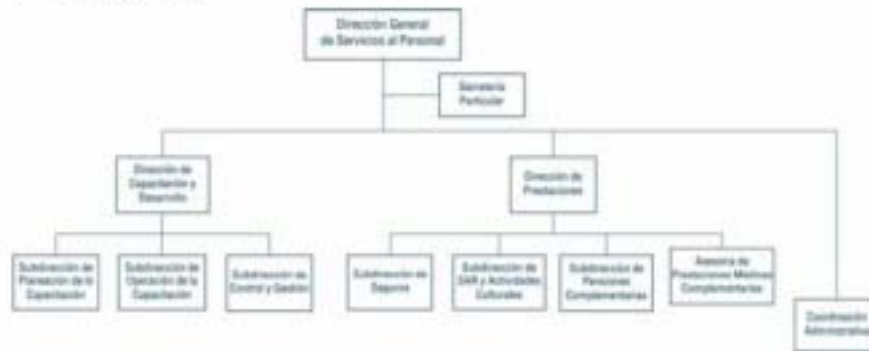 Dirección General
de Servicios al Personal
Secretaría
Particular
Dirección de
Capacitación y
Desarrollo
Dirección de
Prestaciones
Subdirección de
Planeación de la
Capacitación
Subdirección de
Operación de la
Capacitación
Subdirección de
Control y Gestión
Subdirección de
Seguros
Subdirección de
SAR y Actividades
Culturales
Subdirección de
Pensiones
Complementarias
Asesoría de
Prestaciones Médicas
Complementarias
Coordinación
Administrativa